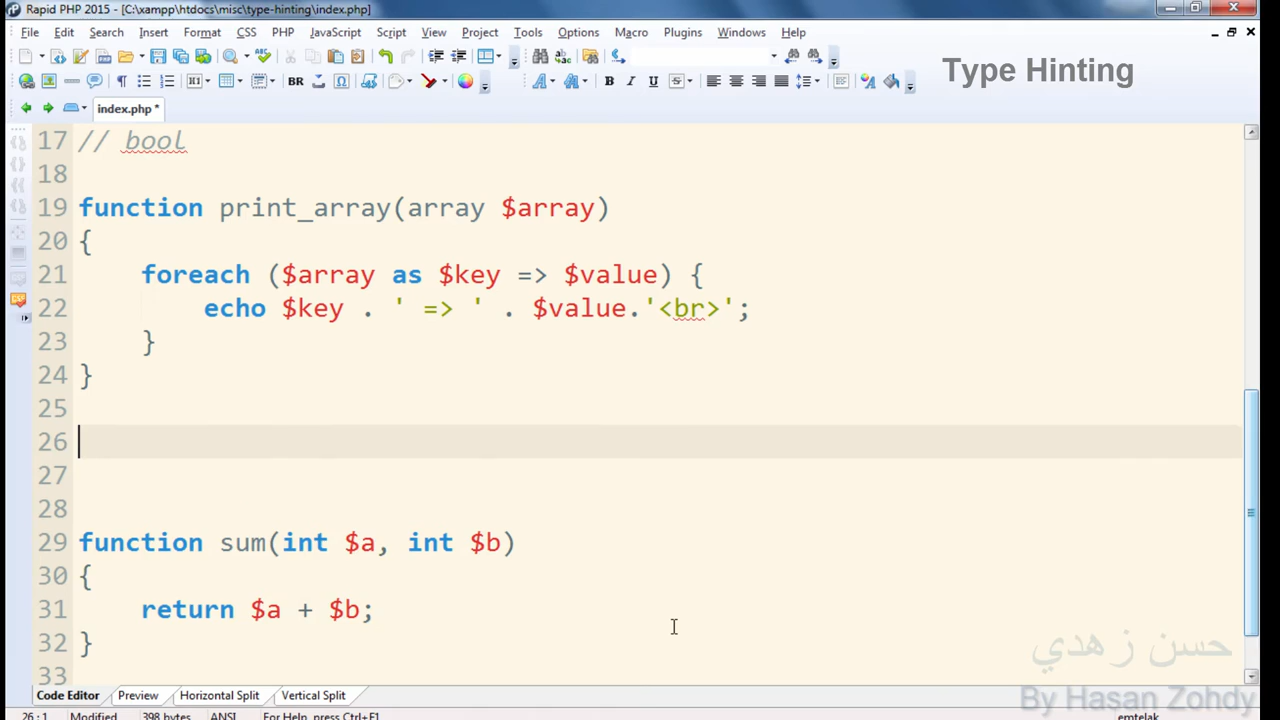 Rapid PHP 2015 - [C:\xampp\htdocs\misc\type-hinting\index.php]
File Edit Search Insert Format CSS PHP JavaScript Script View Project Tools Options Macro Plugins Windows Help
Type Hinting
index.php *
17 // bool
18
19 function print_array(array $array)
20 {
21 foreach ($array as $key => $value) {
22 echo $key . ' => ' . $value.'<br>';
23 }
24 }
25
26
27
28
29 function sum(int $a, int $b)
30 {
31 return $a + $b;
32 }
33
حسن زهدي
Code Editor Preview Horizontal Split Vertical Split
By Hasan Zohdy
26 : 1 Modified 398 bytes ANSI For Help, press Ctrl+F1 emtelak